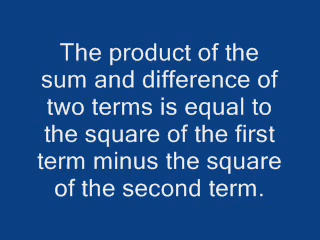 The product of the
sum and difference of
two terms is equal to
the square of the first
term minus the square
of the second term.